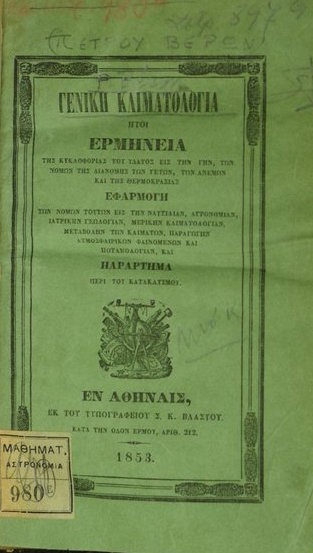 ΠΕΤΡΟΥ ΒΕΡΟΝ
ΓΕΝΙΚΗ ΚΛΙΜΑΤΟΛΟΓΙΑ
ΗΤΟΙ
ΕΡΜΗΝΕΙΑ
ΤΗΣ ΚΥΚΛΟΦΟΡΙΑΣ ΤΟΥ ΥΔΑΤΟΣ ΕΙΣ ΤΗΝ ΓΗΝ, ΤΩΝ
ΝΟΜΩΝ ΤΗΣ ΔΙΑΝΟΜΗΣ ΤΩΝ ΥΕΤΩΝ, ΤΩΝ ΑΝΕΜΩΝ
ΚΑΙ ΤΗΣ ΘΕΡΜΟΚΡΑΣΙΑΣ
ΕΦΑΡΜΟΓΗ
ΤΩΝ ΝΟΜΩΝ ΤΟΥΤΩΝ ΕΙΣ ΤΗΝ ΝΑΥΤΙΛΙΑΝ, ΑΓΡΟΝΟΜΙΑΝ,
ΙΑΤΡΙΚΗΝ ΓΕΩΛΟΓΙΑΝ, ΜΕΡΙΚΗΝ ΚΛΙΜΑΤΟΛΟΓΙΑΝ,
ΜΕΤΑΒΟΛΗΝ ΤΩΝ ΚΛΙΜΑΤΩΝ, ΠΑΡΑΓΩΓΗΝ
ΑΤΜΟΣΦΑΙΡΙΚΩΝ ΦΑΙΝΟΜΕΝΩΝ ΚΑΙ
ΠΟΤΑΜΟΛΟΓΙΑΝ, ΚΑΙ
ΠΑΡΑΡΤΗΜΑ
ΠΕΡΙ ΤΟΥ ΚΑΤΑΚΛΥΣΜΟΥ.
ΕΝ ΑΘΗΝΑΙΣ,
ΕΚ ΤΟΥ ΤΥΠΟΓΡΑΦΕΙΟΥ Σ. Κ. ΒΛΑΣΤΟΥ.
ΚΑΤΑ ΤΗΝ ΟΔΟΝ ΕΡΜΟΥ, ΑΡΙΘ. 212.
1853.
ΜΑΘΗΜΑΤ.
ΑΣΤΡΟΝΟΜΙΑ
980